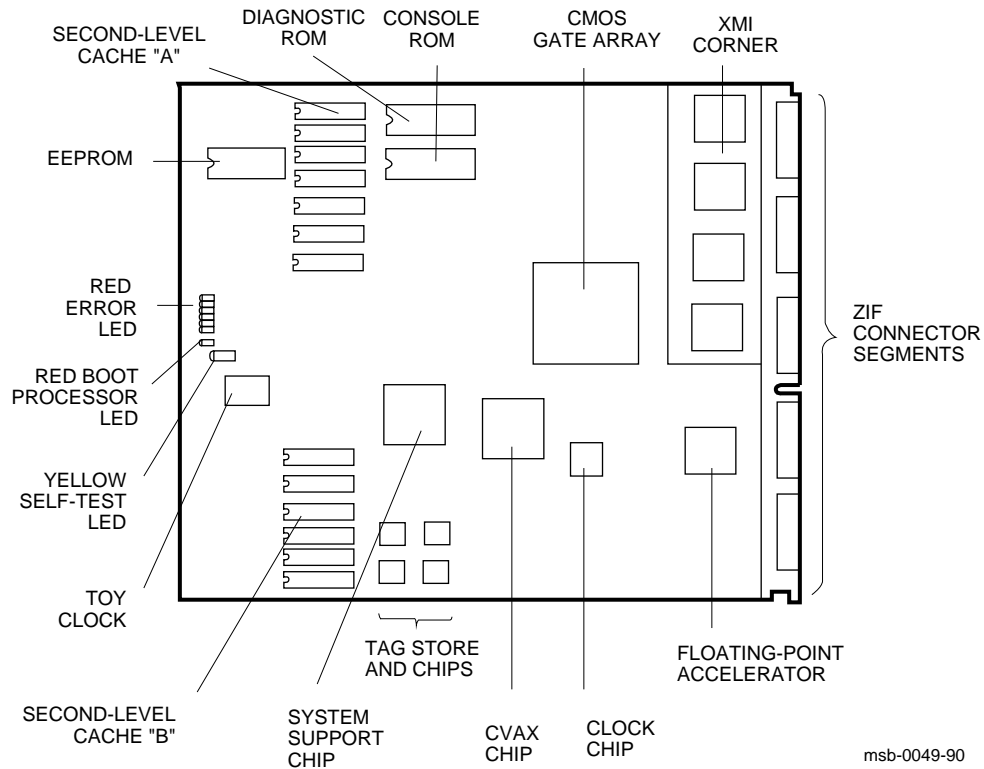 SECOND-LEVEL
CACHE "A"
DIAGNOSTIC
ROM
CONSOLE
ROM
CMOS
GATE ARRAY
XMI
CORNER
EEPROM
RED
ERROR
LED
ZIF
CONNECTOR
SEGMENTS
RED BOOT
PROCESSOR
LED
YELLOW
SELF-TEST
LED
TOY
CLOCK
TAG STORE
AND CHIPS
FLOATING-POINT
ACCELERATOR
SECOND-LEVEL
CACHE "B"
SYSTEM
SUPPORT
CHIP
CVAX
CHIP
CLOCK
CHIP
msb-0049-90